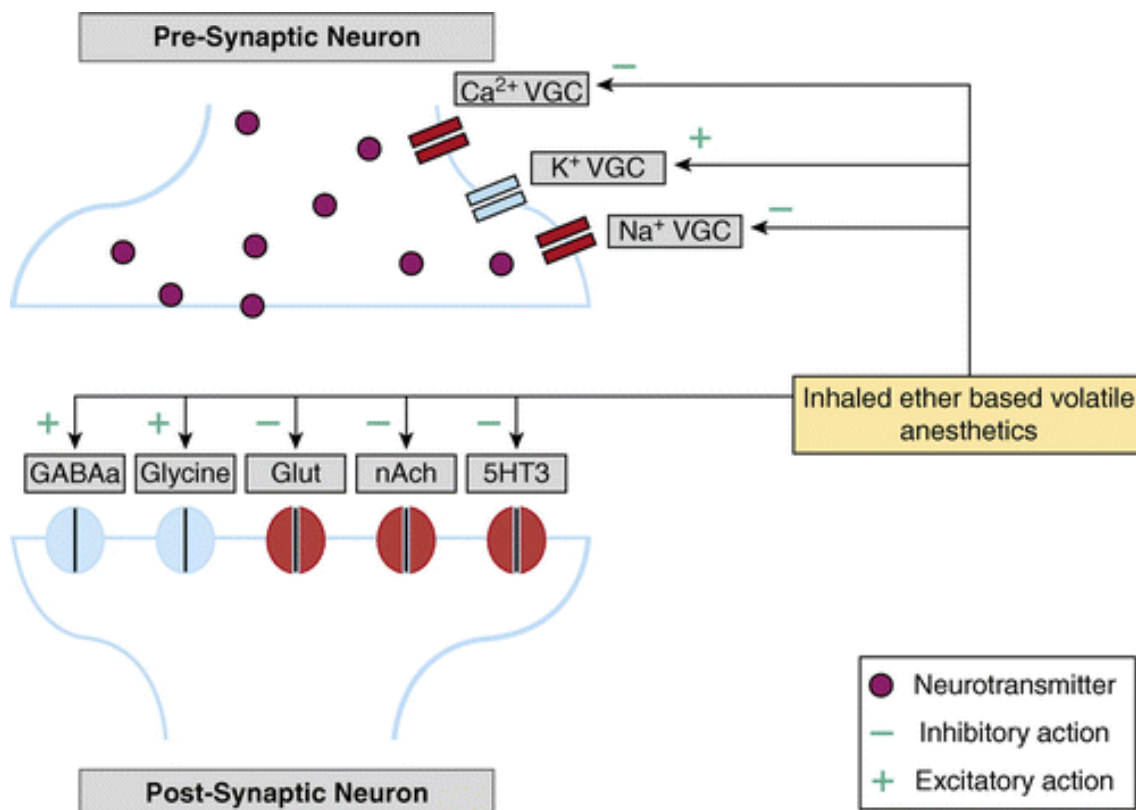 Pre-Synaptic Neuron
−
Ca²⁺ VGC
+
K⁺ VGC
−
Na⁺ VGC
Inhaled ether based volatile
anesthetics
+ + − − −
GABAa Glycine Glut nAch 5HT3
Neurotransmitter
− Inhibitory action
+ Excitatory action
Post-Synaptic Neuron